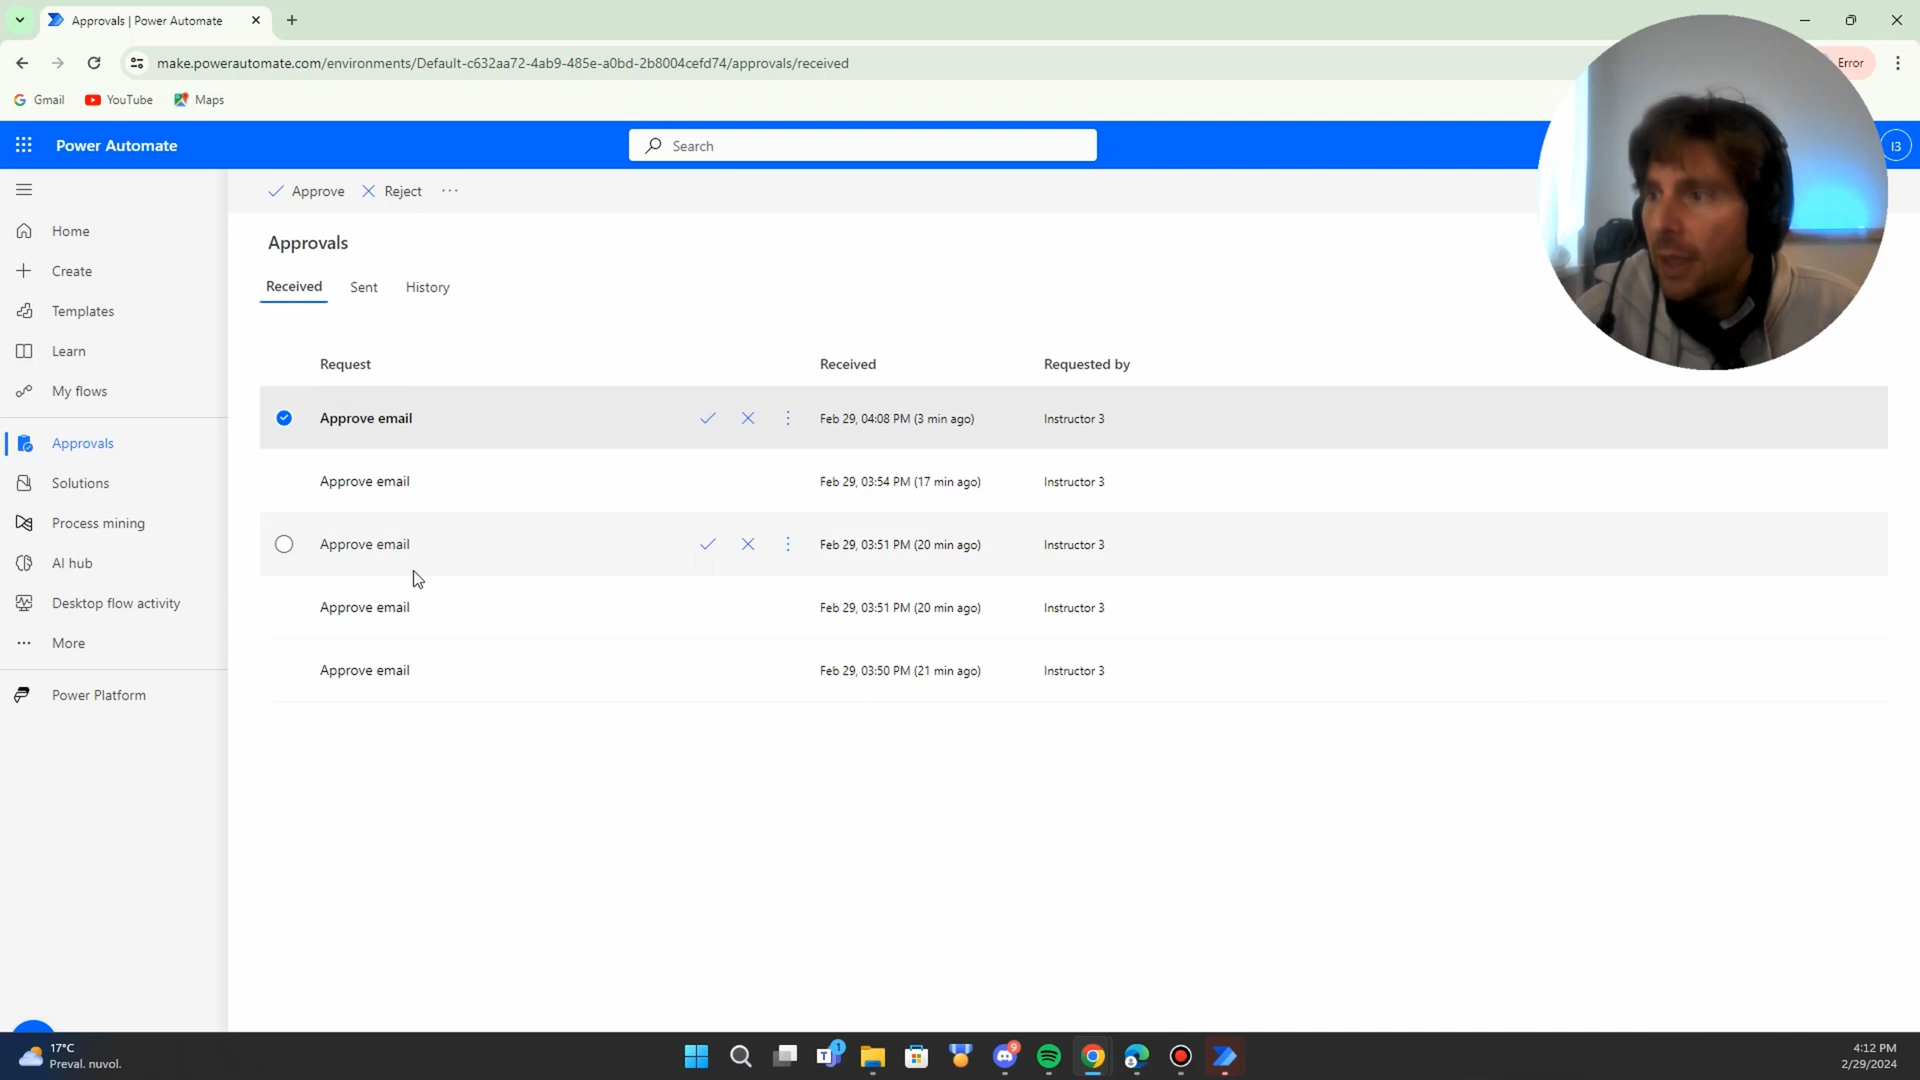 Approvals | Power Automate
make.powerautomate.com/environments/Default-c632aa72-4ab9-485e-a0bd-2b8004cefd74/approvals/received
Error
Gmail YouTube Maps
Power Automate
Search
I3
Approve Reject
Home
Create
Templates
Learn
My flows
Approvals
Solutions
Process mining
AI hub
Desktop flow activity
More
Power Platform
Approvals
Received Sent History
Request Received Requested by
Approve email Feb 29, 04:08 PM (3 min ago) Instructor 3
Approve email Feb 29, 03:54 PM (17 min ago) Instructor 3
Approve email Feb 29, 03:51 PM (20 min ago) Instructor 3
Approve email Feb 29, 03:51 PM (20 min ago) Instructor 3
Approve email Feb 29, 03:50 PM (21 min ago) Instructor 3
17°C
Preval. nuvol.
1
9
4:12 PM
2/29/2024